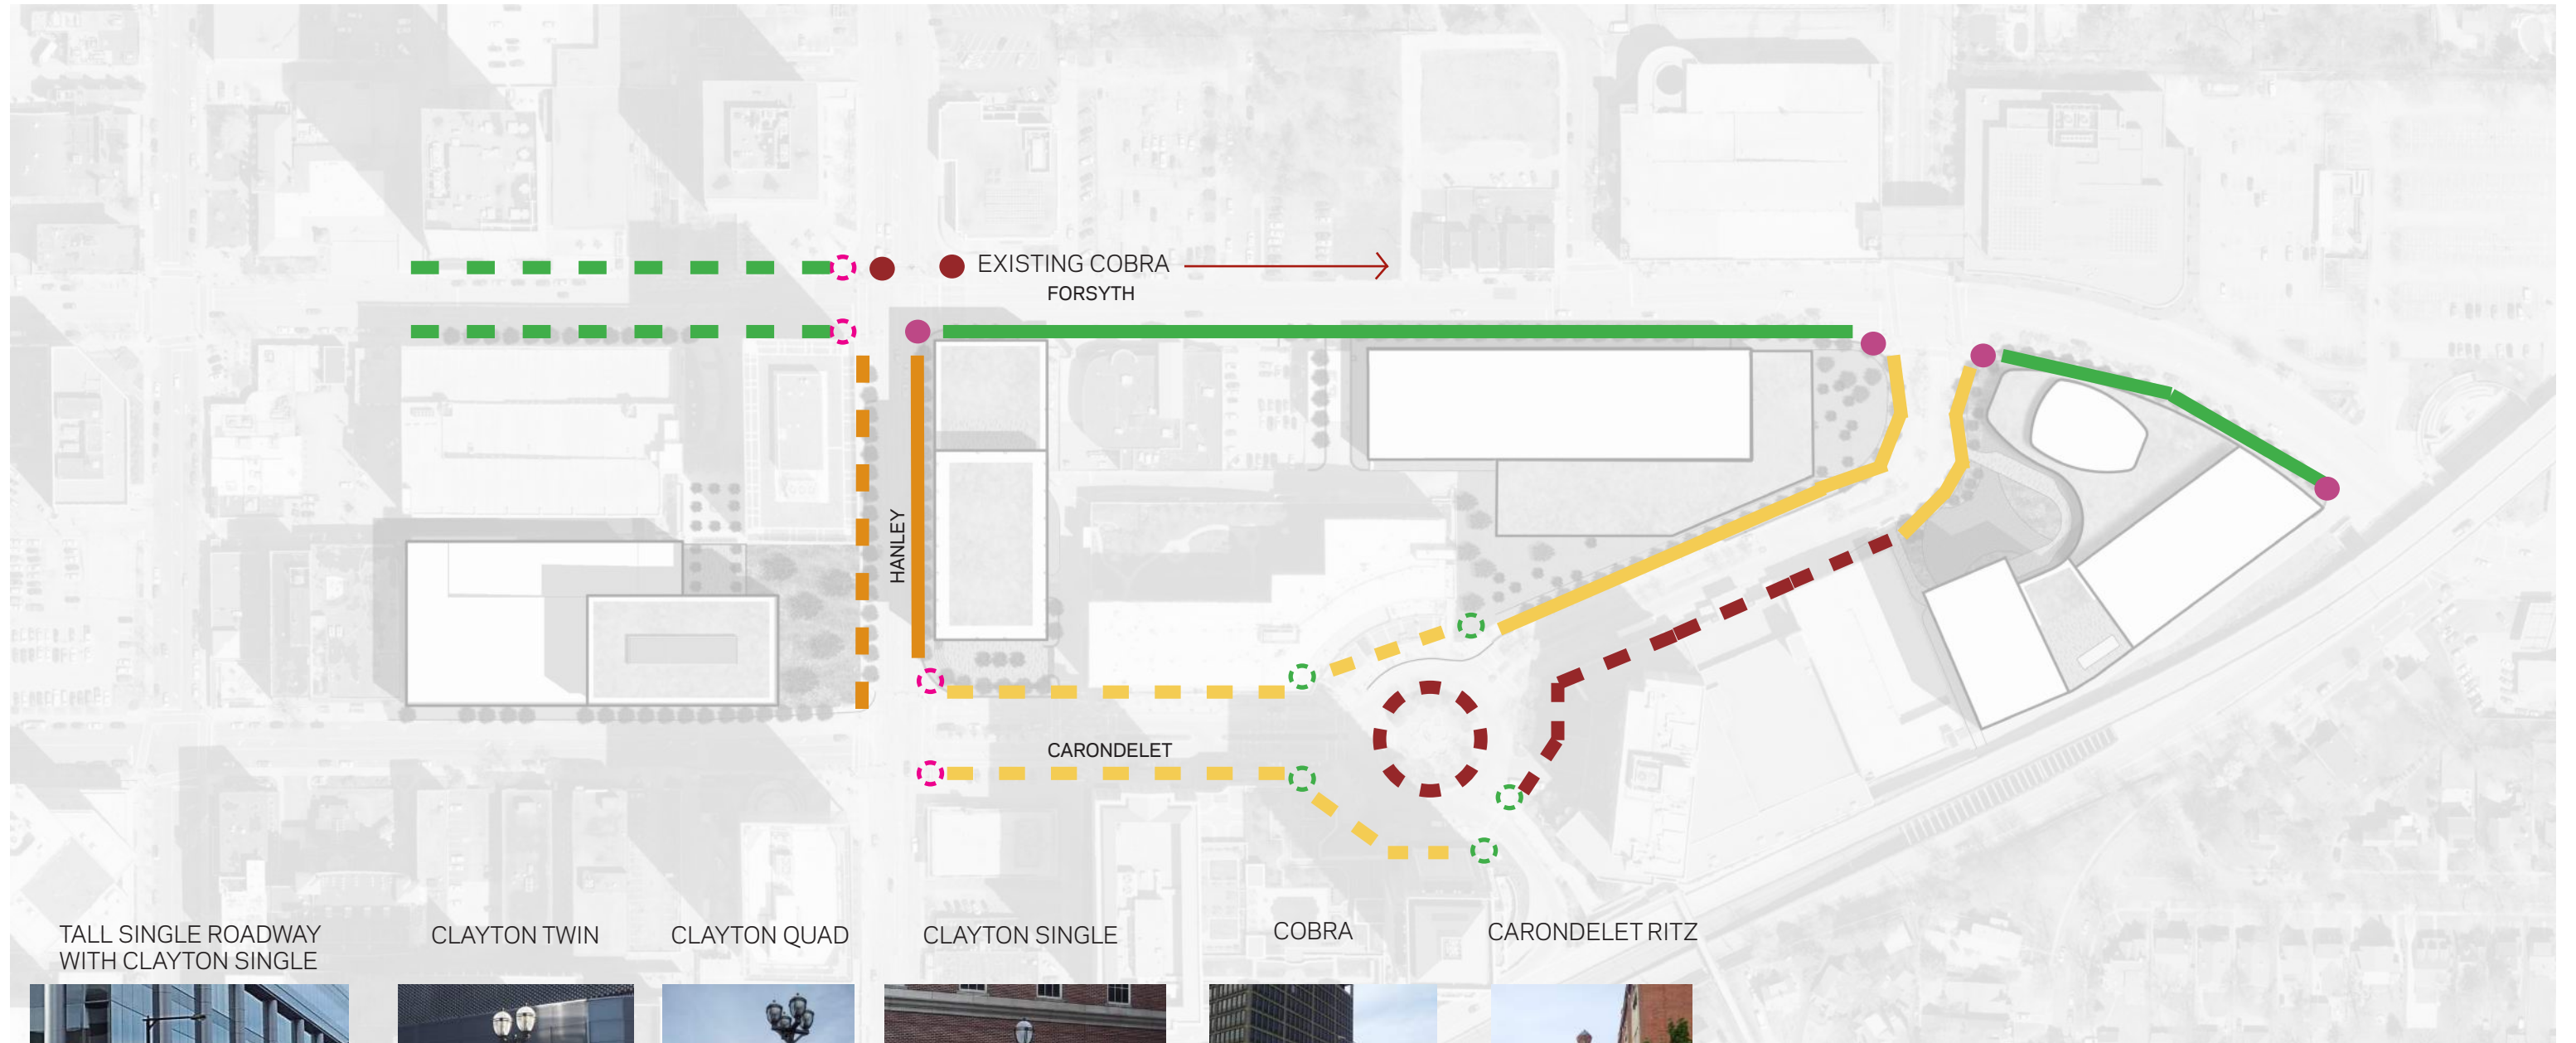 EXISTING COBRA
FORSYTH
HANLEY
CARONDELET
TALL SINGLE ROADWAY
WITH CLAYTON SINGLE
CLAYTON TWIN
CLAYTON QUAD
CLAYTON SINGLE
COBRA
CARONDELET RITZ